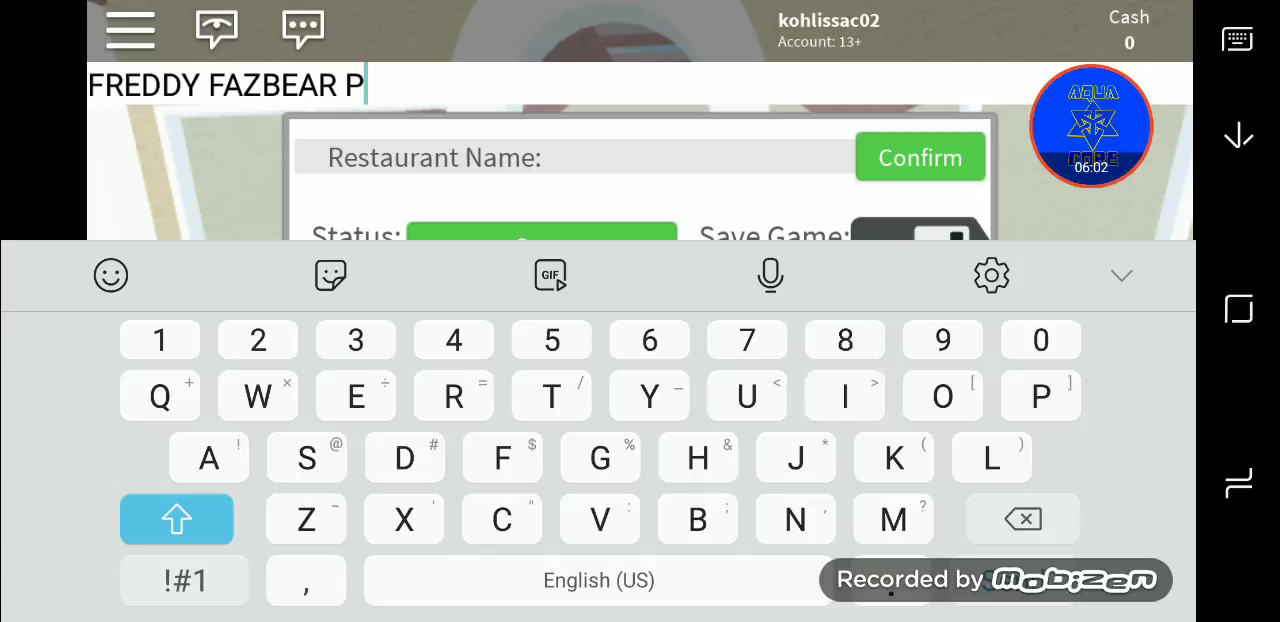 kohlissac02
Account: 13+
Cash
0
FREDDY FAZBEAR P
AQUA
CORE
06:02
Restaurant Name:
Confirm
Status:
Save Game:
GIF
1 2 3 4 5 6 7 8 9 0
Q + W × E ÷ R = T / Y _ U < I > O [ P ]
A ! S @ D # F $ G % H & J * K ( L )
Z - X ' C " V : B ; N , M ?
!#1 , English (US) .
Recorded by mobizen